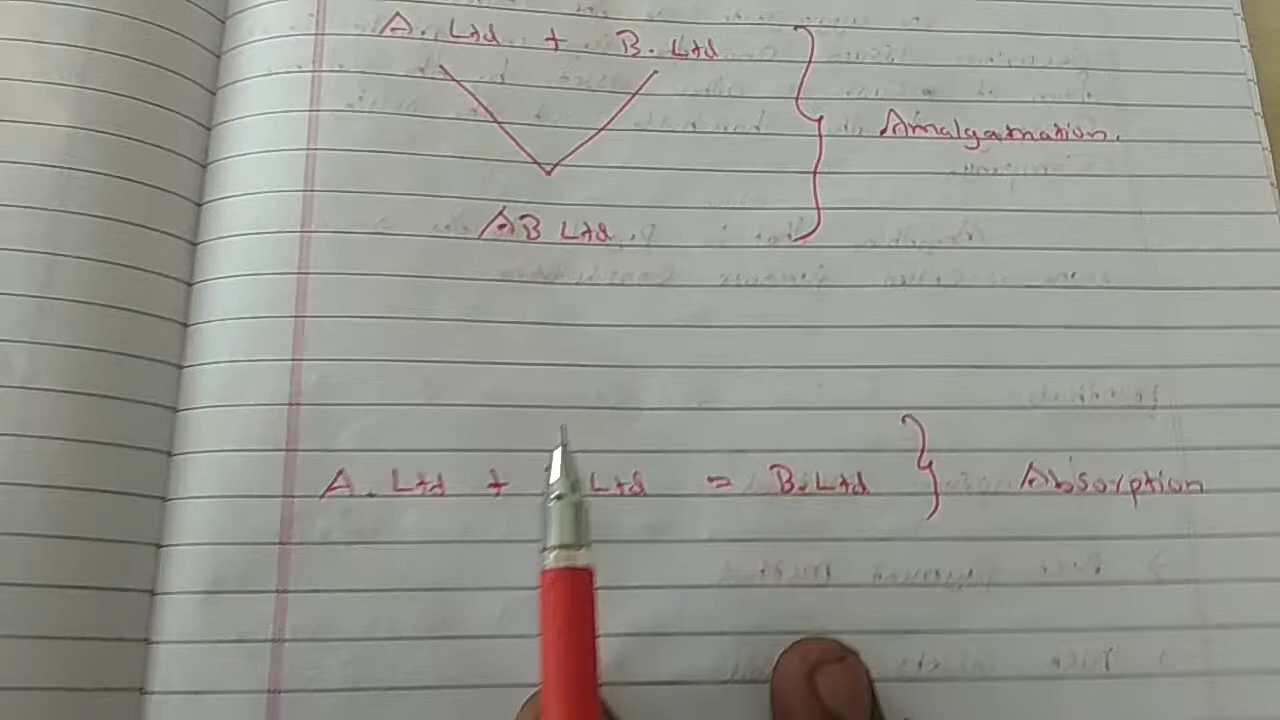 A. Ltd + B. Ltd
Amalgamation.
AB Ltd.
A. Ltd + Ltd = B. Ltd } Absorption